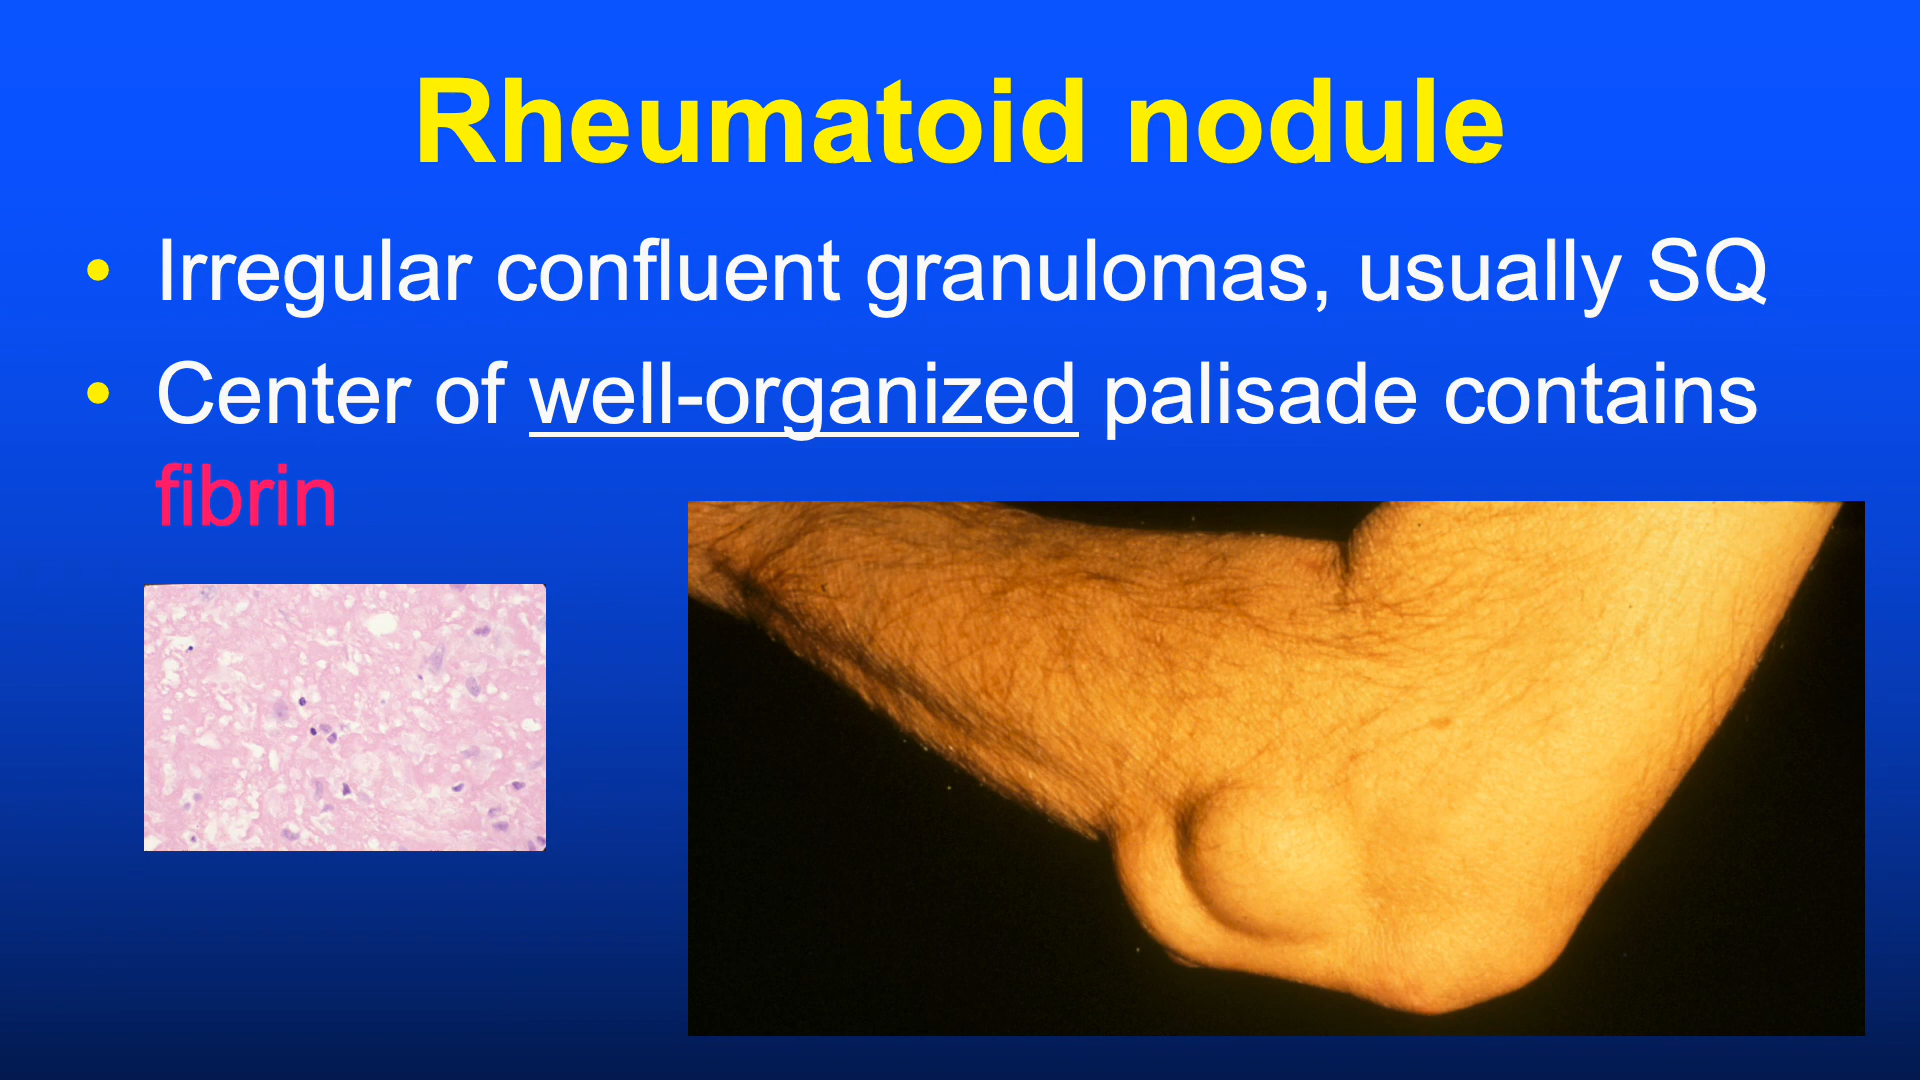 Rheumatoid nodule
• Irregular confluent granulomas, usually SQ
• Center of well-organized palisade contains
fibrin